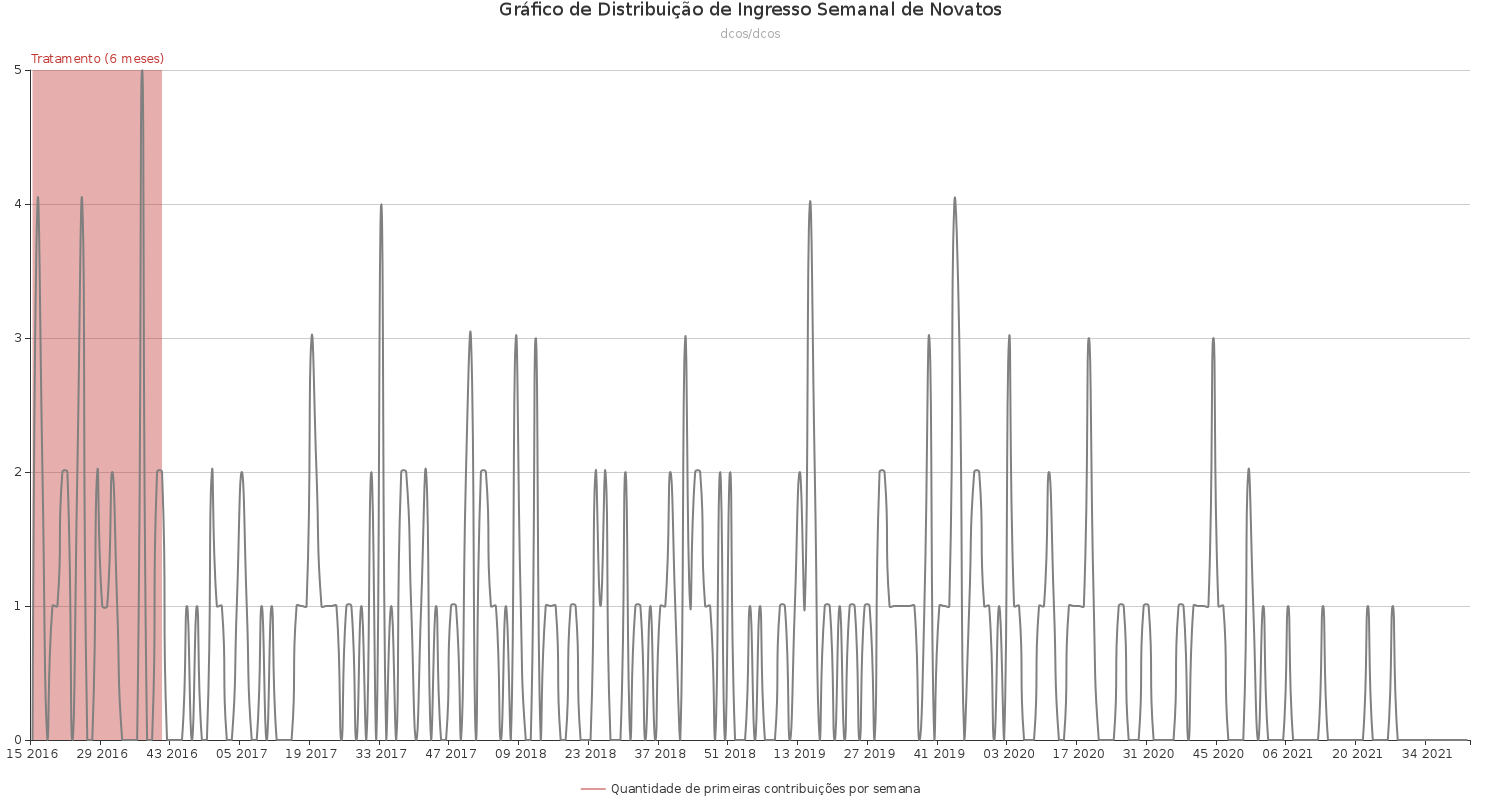 Gráfico de Distribuição de Ingresso Semanal de Novatos
dcos/dcos
Tratamento (6 meses)
5
4
3
2
1
0
15 2016 29 2016 43 2016 05 2017 19 2017 33 2017 47 2017 09 2018 23 2018 37 2018 51 2018 13 2019 27 2019 41 2019 03 2020 17 2020 31 2020 45 2020 06 2021 20 2021 34 2021
Quantidade de primeiras contribuições por semana